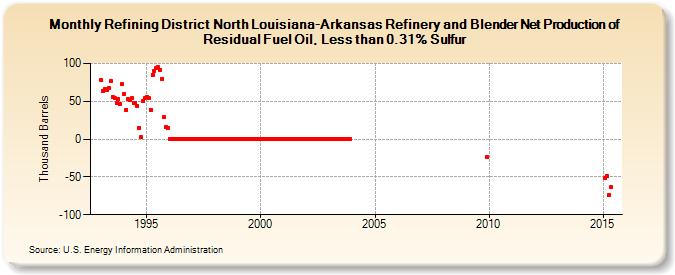 Monthly Refining District North Louisiana-Arkansas Refinery and Blender Net Production of
Residual Fuel Oil, Less than 0.31% Sulfur
Thousand Barrels
100
50
0
-50
-100
1995
2000
2005
2010
2015
Source: U.S. Energy Information Administration